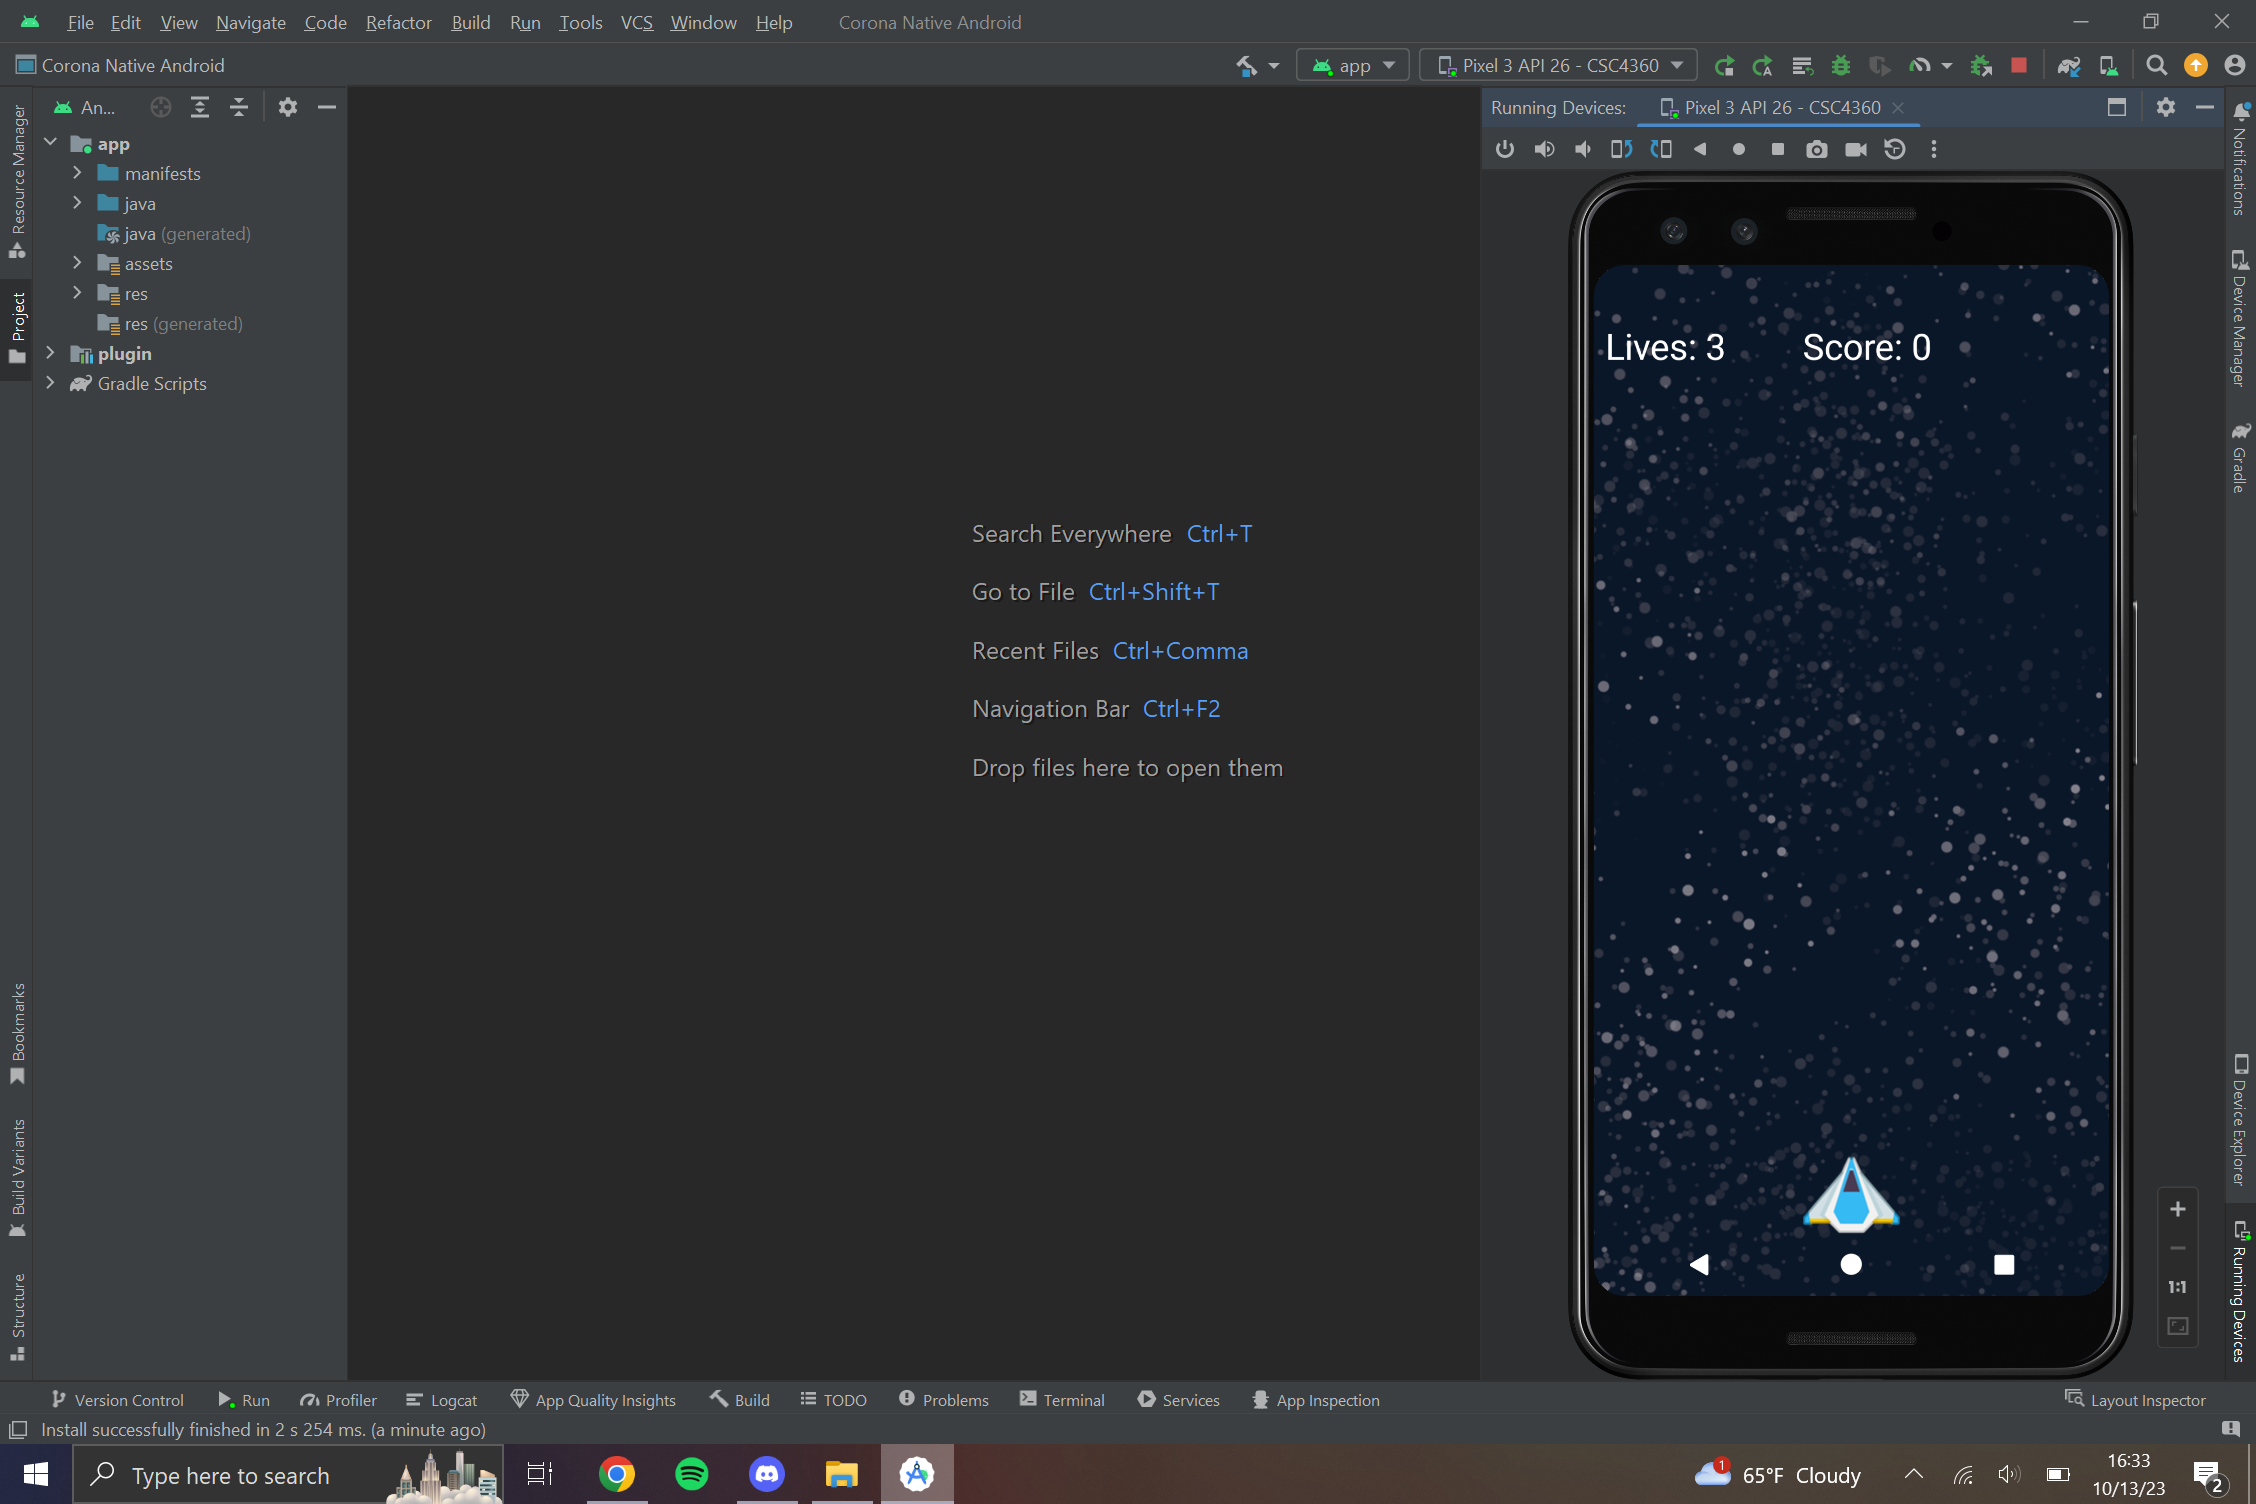 File Edit View Navigate Code Refactor Build Run Tools VCS Window Help Corona Native Android
Corona Native Android
app
Pixel 3 API 26 - CSC4360
An...
Running Devices:
Pixel 3 API 26 - CSC4360
Resource Manager
Project
Bookmarks
Build Variants
Structure
app
manifests
java
java (generated)
assets
res
res (generated)
plugin
Gradle Scripts
Search Everywhere Ctrl+T
Go to File Ctrl+Shift+T
Recent Files Ctrl+Comma
Navigation Bar Ctrl+F2
Drop files here to open them
Lives: 3
Score: 0
1:1
Notifications
Device Manager
Gradle
Device Explorer
Running Devices
Version Control Run Profiler Logcat App Quality Insights Build TODO Problems Terminal Services App Inspection Layout Inspector
Install successfully finished in 2 s 254 ms. (a minute ago)
Type here to search
1
65°F Cloudy
16:33
10/13/23
2